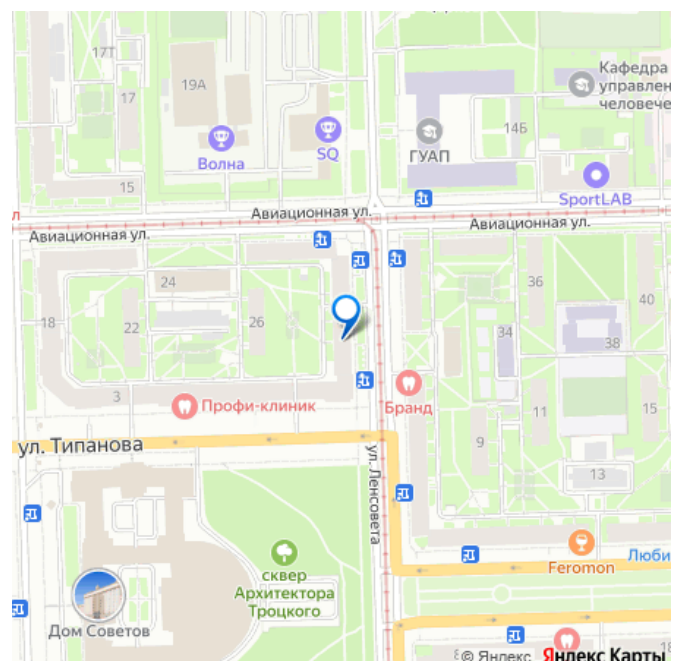 Кафедра
управлен
человече
17Т
17
19А
14Б
ГУАП
Волна
SQ
15
SportLAB
Авиационная ул.
л
Авиационная ул.
Авиационная ул.
24
36
40
18
22
26
34
38
3
Профи-клиник
Бранд
11
15
9
ул. Типанова
ул. Ленсовета
13
сквер
Архитектора
Троцкого
Feromon
Люби
Дом Советов
© Яндекс Яндекс Карты